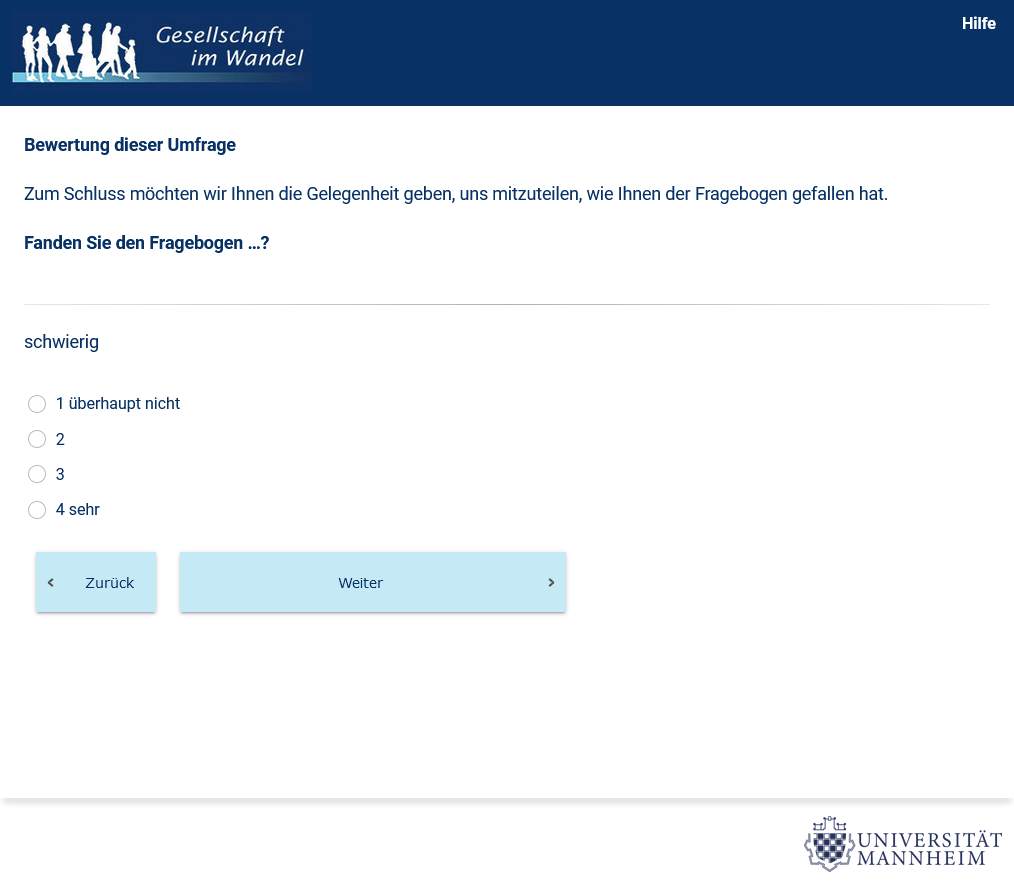 Gesellschaft
im Wandel
Hilfe
Bewertung dieser Umfrage
Zum Schluss möchten wir Ihnen die Gelegenheit geben, uns mitzuteilen, wie Ihnen der Fragebogen gefallen hat.
Fanden Sie den Fragebogen …?
schwierig
1 überhaupt nicht
2
3
4 sehr
Zurück
Weiter
UNIVERSITÄT
MANNHEIM